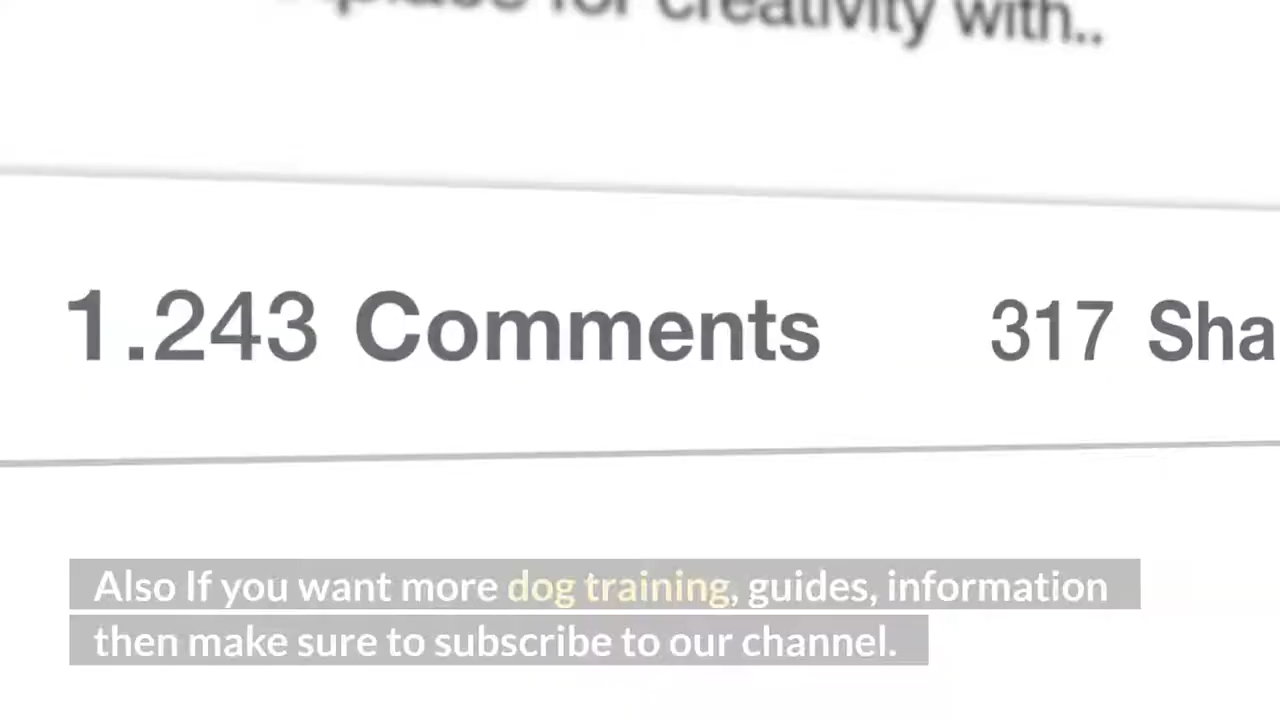 for creativity with..
1.243 Comments 317 Sha
Also If you want more dog training, guides, information
then make sure to subscribe to our channel.